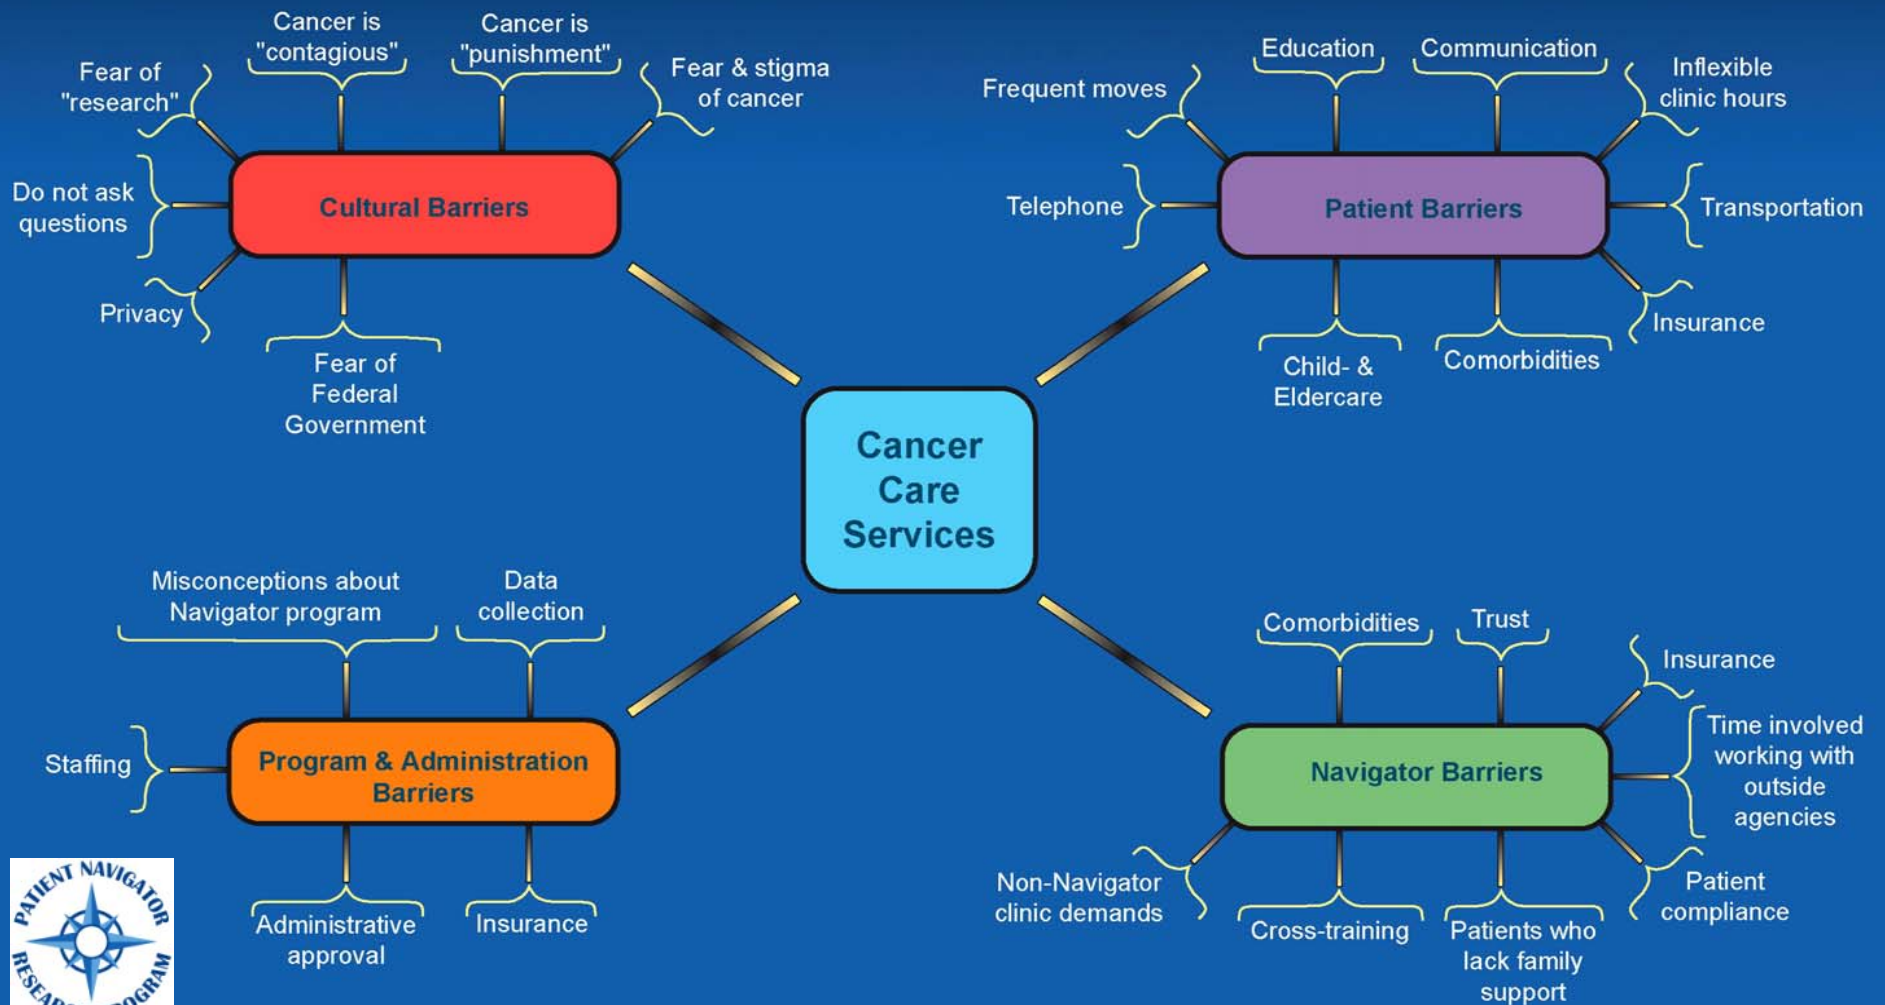 Cancer is
"contagious"
Cancer is
"punishment"
Fear of
"research"
Fear & stigma
of cancer
Do not ask
questions
Cultural Barriers
Privacy
Fear of
Federal
Government
Education
Communication
Frequent moves
Inflexible
clinic hours
Telephone
Patient Barriers
Transportation
Insurance
Child- &
Eldercare
Comorbidities
Cancer
Care
Services
Misconceptions about
Navigator program
Data
collection
Staffing
Program & Administration
Barriers
Administrative
approval
Insurance
Comorbidities
Trust
Insurance
Navigator Barriers
Time involved
working with
outside
agencies
Non-Navigator
clinic demands
Cross-training
Patients who
lack family
support
Patient
compliance
PATIENT NAVIGATOR
RESEARCH PROGRAM